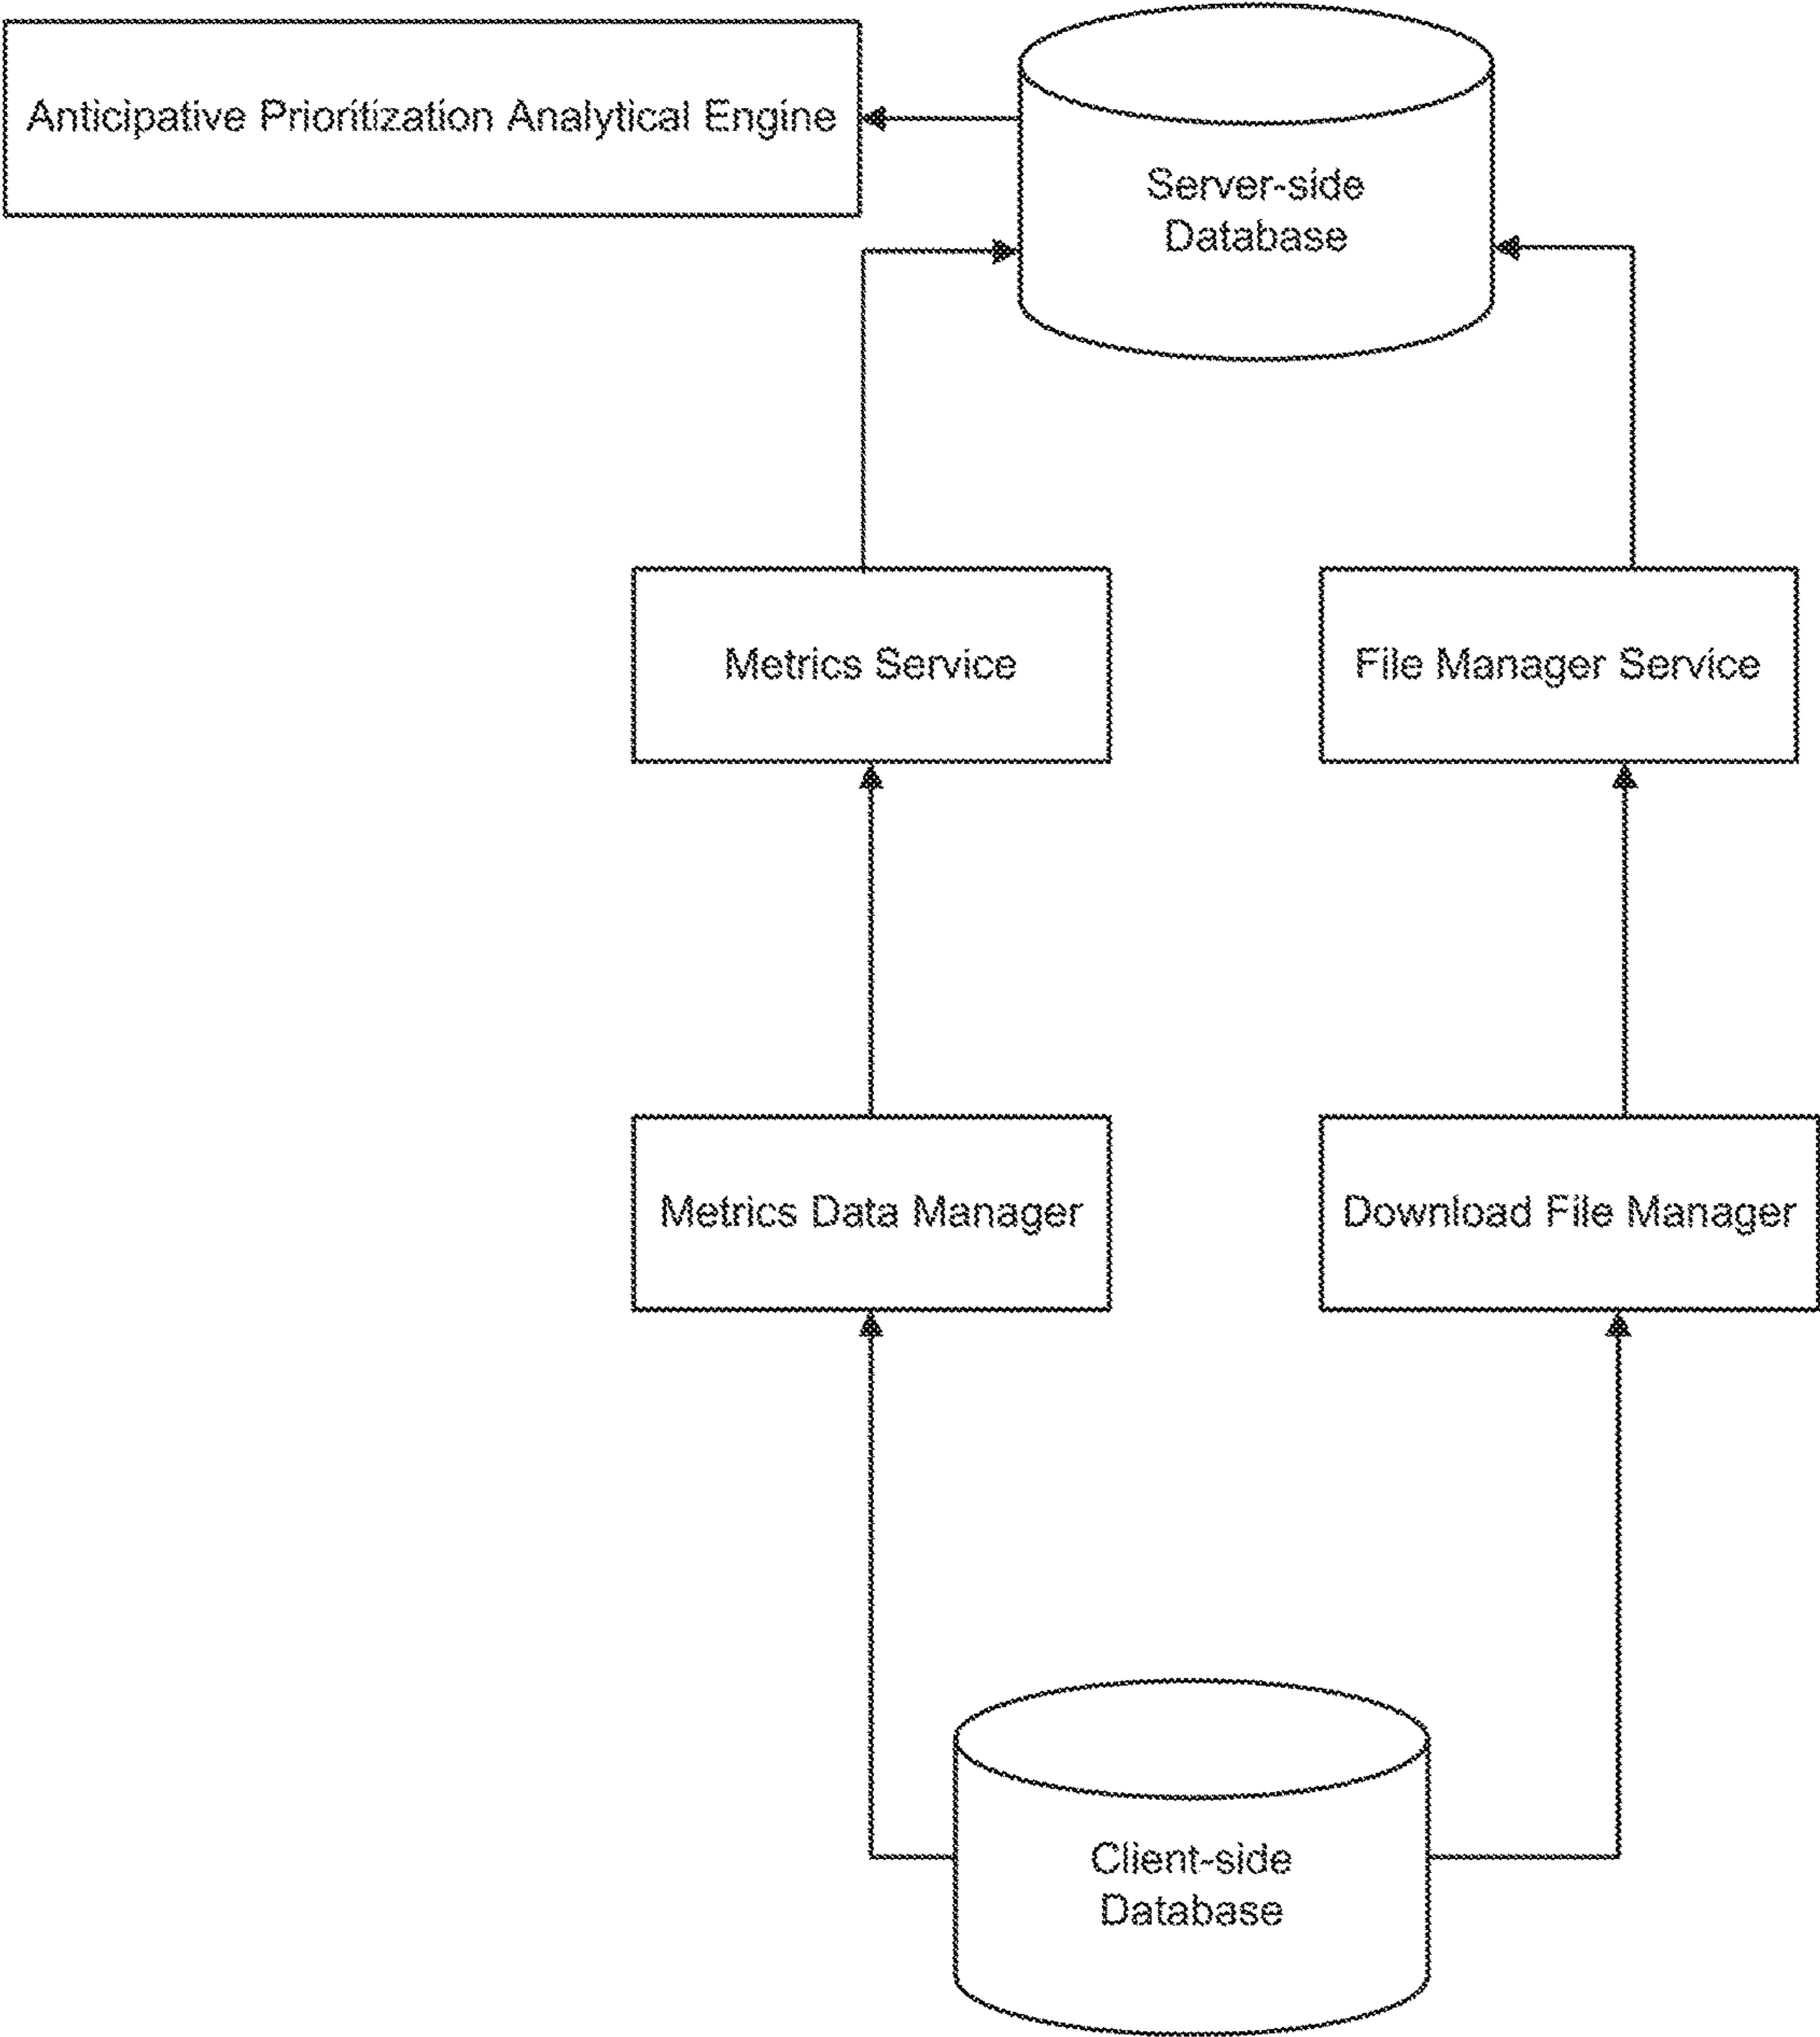 Anticipative Prioritization Analytical Engine
Server-side
Database
Metrics Service
File Manager Service
Metrics Data Manager
Download File Manager
Client-side
Database